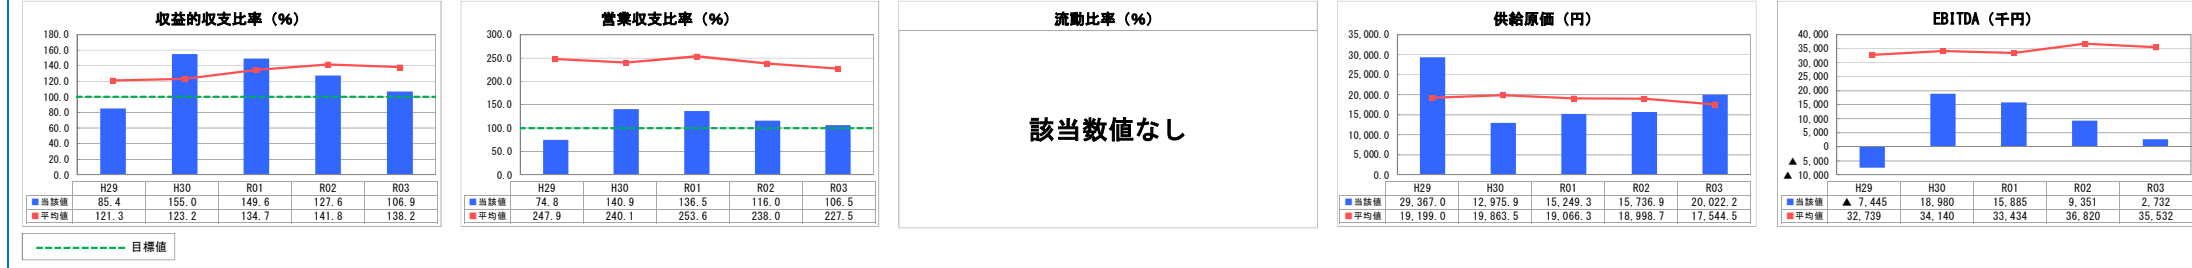 収益的収支比率（％）
180.0
160.0
140.0
120.0
100.0
80.0
60.0
40.0
20.0
0.0
H29 H30 R01 R02 R03
当該値 85.4 155.0 149.6 127.6 106.9
平均値 121.3 123.2 134.7 141.8 138.2
目標値
営業収支比率（％）
300.0
250.0
200.0
150.0
100.0
50.0
0.0
H29 H30 R01 R02 R03
当該値 74.8 140.9 136.5 116.0 106.5
平均値 247.9 240.1 253.6 238.0 227.5
流動比率（％）
該当数値なし
供給原価（円）
35,000.0
30,000.0
25,000.0
20,000.0
15,000.0
10,000.0
5,000.0
0.0
H29 H30 R01 R02 R03
当該値 29,367.0 12,975.9 15,249.3 15,736.9 20,022.2
平均値 19,199.0 19,863.5 19,066.3 18,998.7 17,544.5
EBITDA（千円）
40,000
35,000
30,000
25,000
20,000
15,000
10,000
5,000
0
▲ 5,000
▲ 10,000
H29 H30 R01 R02 R03
当該値 ▲ 7,445 18,980 15,885 9,351 2,732
平均値 32,739 34,140 33,434 36,820 35,532